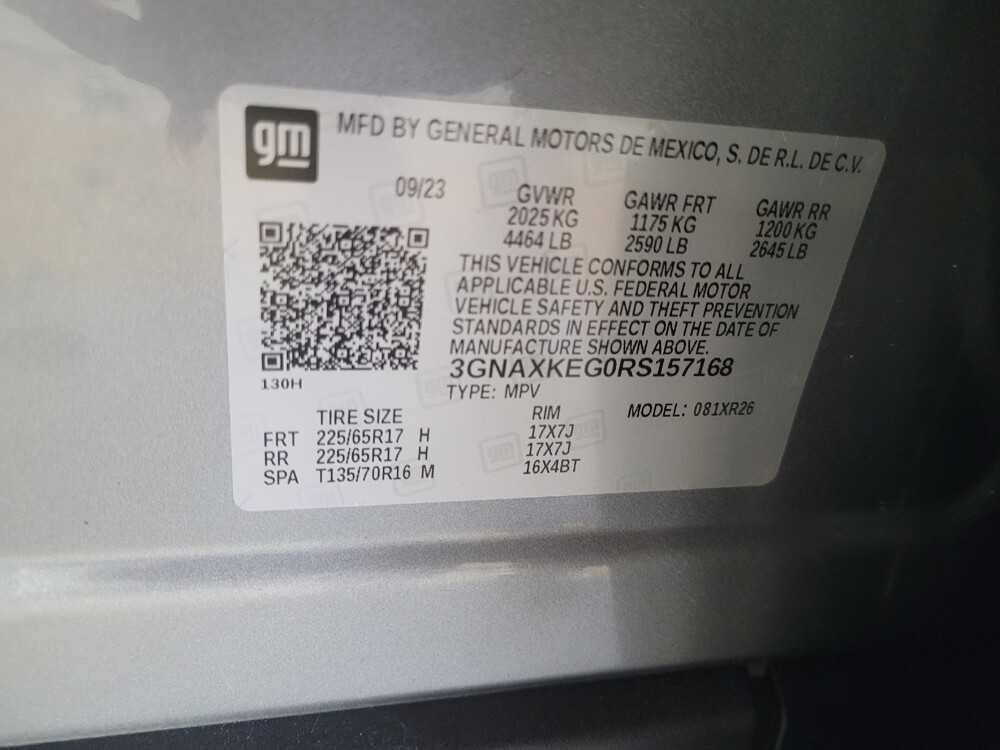 gm MFD BY GENERAL MOTORS DE MEXICO, S. DE R.L. DE C.V.
09/23 GVWR GAWR FRT GAWR RR
2025 KG 1175 KG 1200 KG
4464 LB 2590 LB 2645 LB
THIS VEHICLE CONFORMS TO ALL
APPLICABLE U.S. FEDERAL MOTOR
VEHICLE SAFETY AND THEFT PREVENTION
STANDARDS IN EFFECT ON THE DATE OF
MANUFACTURE SHOWN ABOVE.
3GNAXKEG0RS157168
130H
TYPE: MPV MODEL: 081XR26
TIRE SIZE RIM
FRT 225/65R17 H 17X7J
RR 225/65R17 H 17X7J
SPA T135/70R16 M 16X4BT